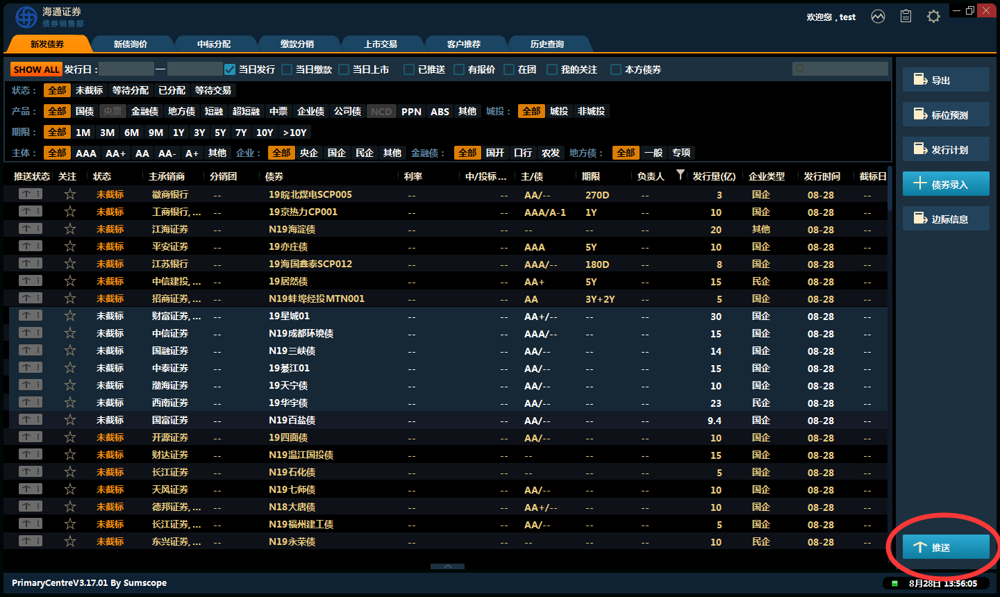 海通证券
债券销售部
欢迎您 , test
新发债券 新债询价 中标分配 缴款分销 上市交易 客户推荐 历史查询
SHOW ALL 发行日 : — 当日发行 当日缴款 当日上市 已推送 有报价 在团 我的关注 本方债券
状态 : 全部 未截标 等待分配 已分配 等待交易
产品 : 全部 国债 央票 金融债 地方债 短融 超短融 中票 企业债 公司债 NCD PPN ABS 其他 城投 : 全部 城投 非城投
期限 : 全部 1M 3M 6M 9M 1Y 3Y 5Y 7Y 10Y >10Y
主体 : 全部 AAA AA+ AA AA- A+ 其他 企业 : 全部 央企 国企 民企 其他 金融债 : 全部 国开 口行 农发 地方债 : 全部 一般 专项
推送状态 关注 状态 主承销商 分销团 债券 利率 中/投标 ... 主/债 期限 负责人 发行量(亿) 企业类型 发行时间 截标日
未截标 徽商银行 -- 19皖北煤电SCP005 -- -- AA/-- 270D -- 3 国企 08-28 --
未截标 工商银行, ... -- 19京热力CP001 -- -- AAA/A-1 1Y -- 10 国企 08-28 --
未截标 江海证券 -- N19海淀债 -- -- -- -- -- 20 其他 08-28 --
未截标 平安证券 -- 19亦庄债 -- -- AAA 5Y -- 10 国企 08-28 --
未截标 江苏银行 -- 19海国鑫泰SCP012 -- -- AAA/-- 180D -- 8 国企 08-28 --
未截标 中信建投, ... -- 19居然债 -- -- AA+ 5Y -- 15 民企 08-28 --
未截标 招商证券, ... -- N19蚌埠经投MTN001 -- -- AA 3Y+2Y -- 5 国企 08-28 --
未截标 财富证券, ... -- 19星城01 -- -- AA+/-- -- -- 30 国企 08-28 --
未截标 中信证券 -- N19成都环境债 -- -- AAA/-- -- -- 15 国企 08-28 --
未截标 国融证券 -- N19三峡债 -- -- AA/-- -- -- 14 国企 08-28 --
未截标 中泰证券 -- 19綦江01 -- -- AA/-- -- -- 15 国企 08-28 --
未截标 渤海证券 -- 19天宁债 -- -- AA/-- -- -- 10 国企 08-28 --
未截标 西南证券 -- 19华宇债 -- -- AA/-- -- -- 23 民企 08-28 --
未截标 国富证券 -- N19百盐债 -- -- AA/-- -- -- 9.4 国企 08-28 --
未截标 开源证券 -- 19四面债 -- -- AA/-- -- -- 10 国企 08-28 --
未截标 财达证券 -- N19温江国投债 -- -- -- -- -- 15 国企 08-28 --
未截标 长江证券 -- N19石化债 -- -- -- -- -- 5 国企 08-28 --
未截标 天风证券 -- N19七师债 -- -- AA/-- -- -- 10 国企 08-28 --
未截标 德邦证券, ... -- N18大唐债 -- -- AA+/-- -- -- 10 国企 08-28 --
未截标 长江证券, ... -- N19福州建工债 -- -- AA/-- -- -- 5 国企 08-28 --
未截标 东兴证券, ... -- N19永荣债 -- -- -- -- -- 10 民企 08-28 --
导出
标位预测
发行计划
债券录入
边际信息
推送
PrimaryCentreV3.17.01 By Sumscope
8月28日 13:56:05